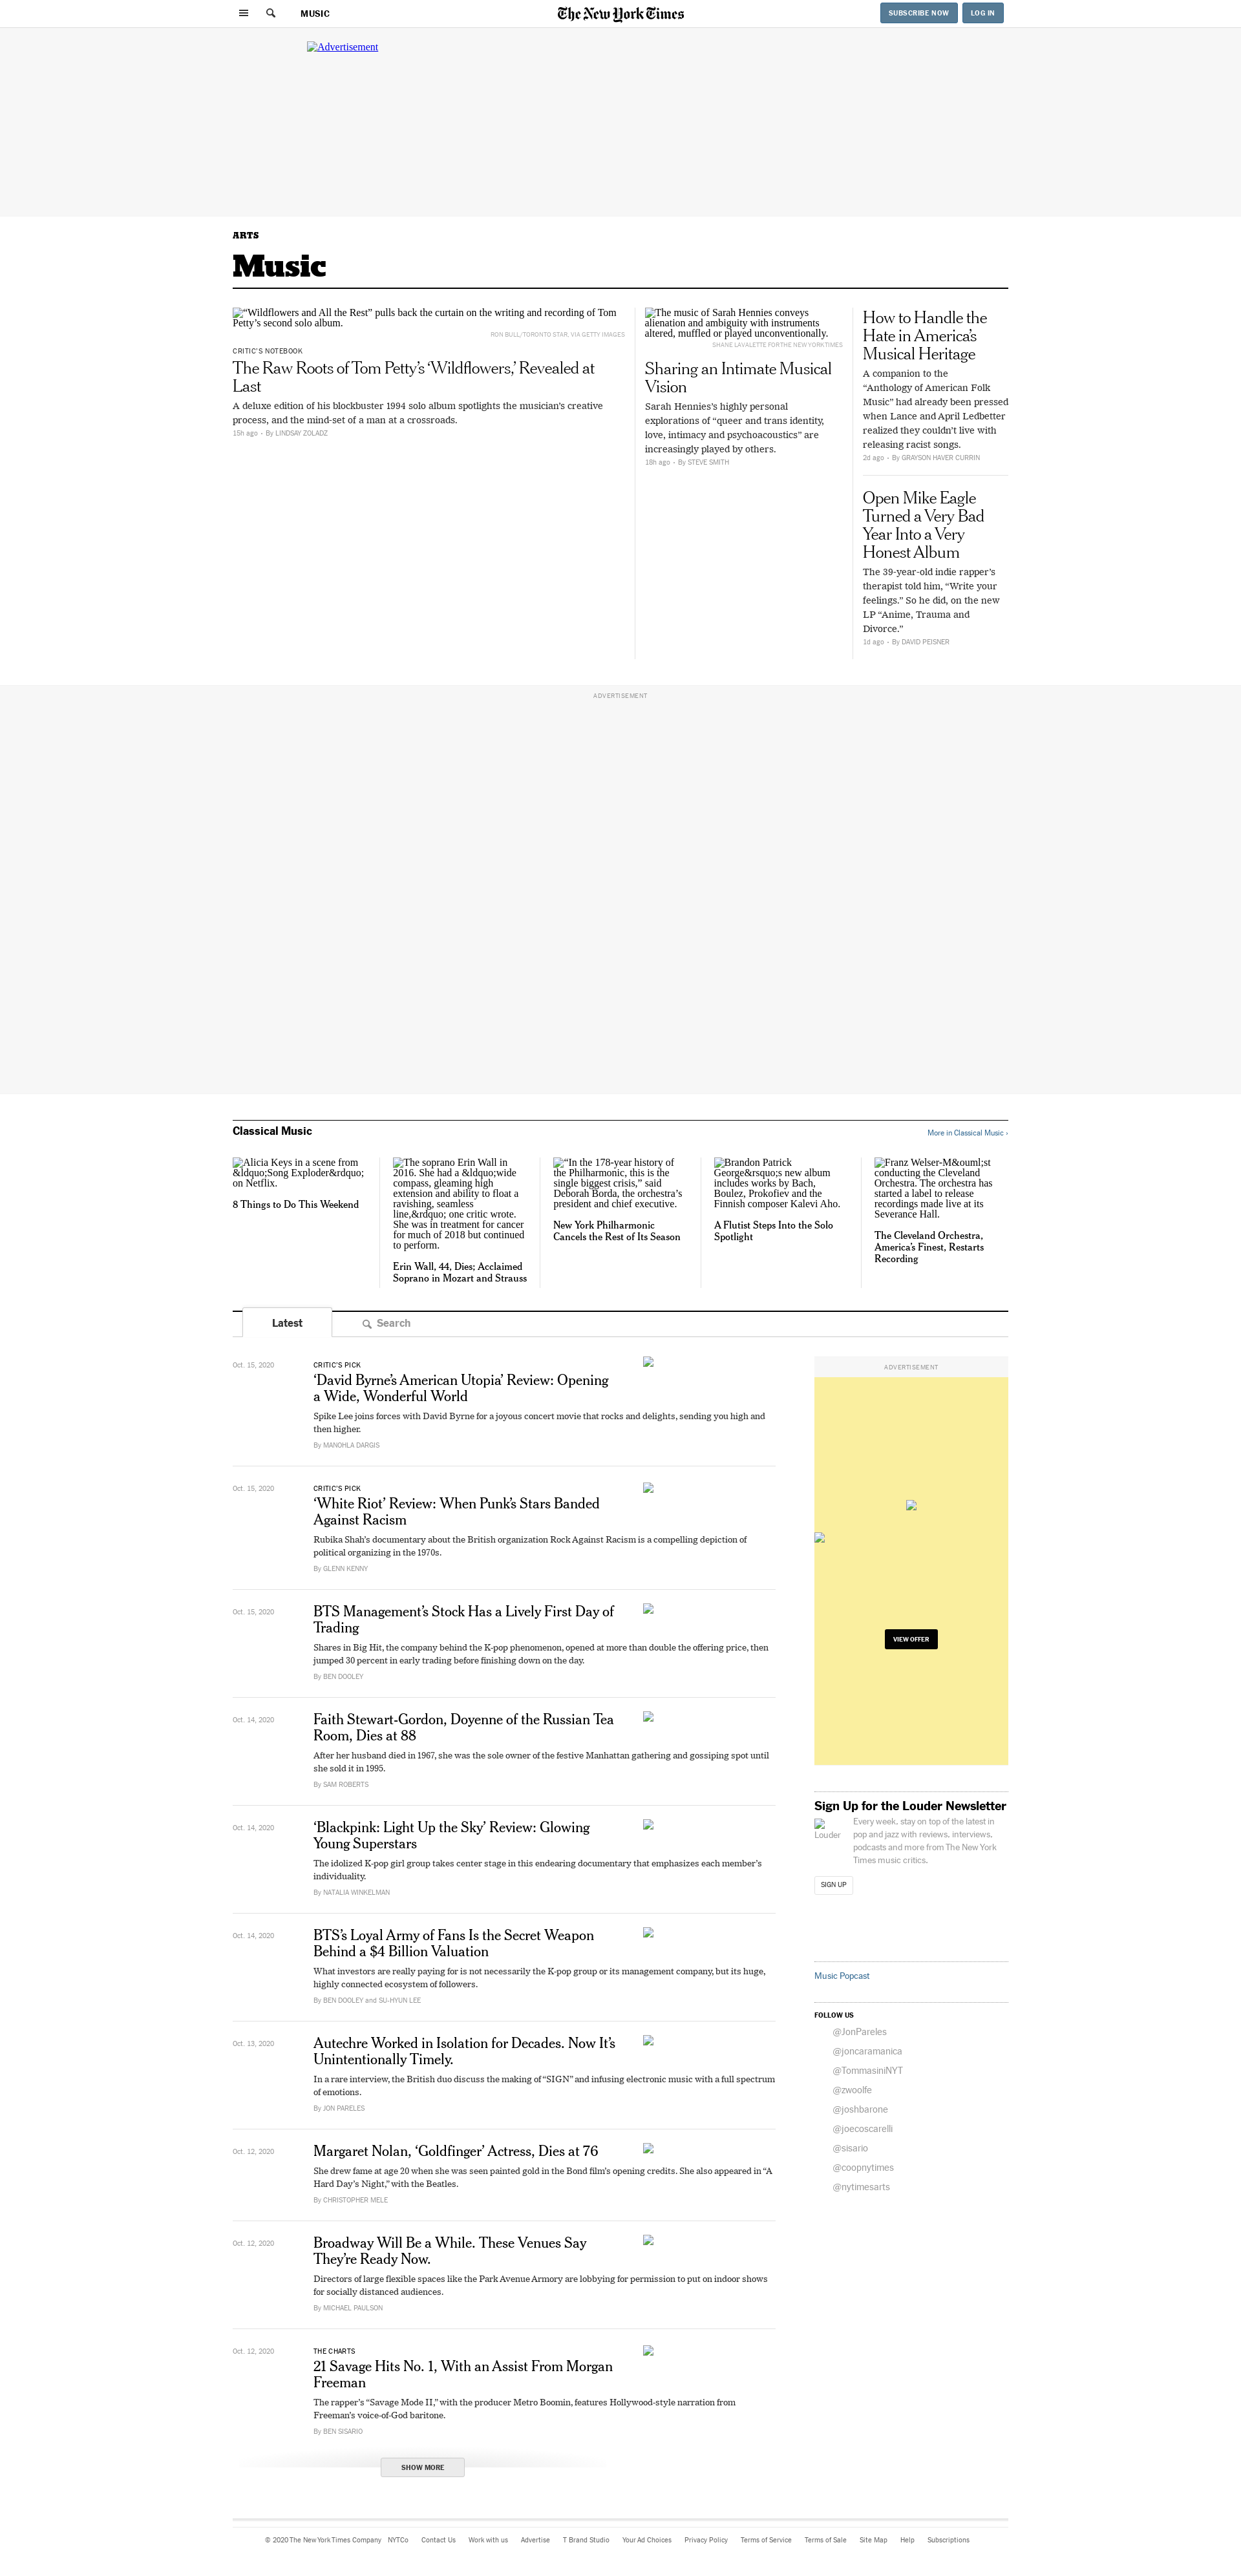 MUSIC
The New York Times
SUBSCRIBE NOW
LOG IN
Advertisement
ARTS
Music
“Wildflowers and All the Rest” pulls back the curtain on the writing and recording of Tom
Petty’s second solo album.
RON BULL/TORONTO STAR, VIA GETTY IMAGES
CRITIC’S NOTEBOOK
The Raw Roots of Tom Petty’s ‘Wildflowers,’ Revealed at
Last
A deluxe edition of his blockbuster 1994 solo album spotlights the musician’s creative
process, and the mind-set of a man at a crossroads.
15h ago • By LINDSAY ZOLADZ
The music of Sarah Hennies conveys
alienation and ambiguity with instruments
altered, muffled or played unconventionally.
SHANE LAVALETTE FOR THE NEW YORK TIMES
Sharing an Intimate Musical
Vision
Sarah Hennies’s highly personal
explorations of “queer and trans identity,
love, intimacy and psychoacoustics” are
increasingly played by others.
18h ago • By STEVE SMITH
How to Handle the
Hate in America’s
Musical Heritage
A companion to the
“Anthology of American Folk
Music” had already been pressed
when Lance and April Ledbetter
realized they couldn’t live with
releasing racist songs.
2d ago • By GRAYSON HAVER CURRIN
Open Mike Eagle
Turned a Very Bad
Year Into a Very
Honest Album
The 39-year-old indie rapper’s
therapist told him, “Write your
feelings.” So he did, on the new
LP “Anime, Trauma and
Divorce.”
1d ago • By DAVID PEISNER
ADVERTISEMENT
Classical Music
More in Classical Music ›
Alicia Keys in a scene from
&ldquo;Song Exploder&rdquo;
on Netflix.
8 Things to Do This Weekend
The soprano Erin Wall in
2016. She had a &ldquo;wide
compass, gleaming high
extension and ability to float a
ravishing, seamless
line,&rdquo; one critic wrote.
She was in treatment for cancer
for much of 2018 but continued
to perform.
Erin Wall, 44, Dies; Acclaimed
Soprano in Mozart and Strauss
“In the 178-year history of
the Philharmonic, this is the
single biggest crisis,” said
Deborah Borda, the orchestra’s
president and chief executive.
New York Philharmonic
Cancels the Rest of Its Season
Brandon Patrick
George&rsquo;s new album
includes works by Bach,
Boulez, Prokofiev and the
Finnish composer Kalevi Aho.
A Flutist Steps Into the Solo
Spotlight
Franz Welser-M&ouml;st
conducting the Cleveland
Orchestra. The orchestra has
started a label to release
recordings made live at its
Severance Hall.
The Cleveland Orchestra,
America’s Finest, Restarts
Recording
Latest
Search
Oct. 15, 2020
CRITIC’S PICK
‘David Byrne’s American Utopia’ Review: Opening
a Wide, Wonderful World
Spike Lee joins forces with David Byrne for a joyous concert movie that rocks and delights, sending you high and
then higher.
By MANOHLA DARGIS
Oct. 15, 2020
CRITIC’S PICK
‘White Riot’ Review: When Punk’s Stars Banded
Against Racism
Rubika Shah’s documentary about the British organization Rock Against Racism is a compelling depiction of
political organizing in the 1970s.
By GLENN KENNY
Oct. 15, 2020
BTS Management’s Stock Has a Lively First Day of
Trading
Shares in Big Hit, the company behind the K-pop phenomenon, opened at more than double the offering price, then
jumped 30 percent in early trading before finishing down on the day.
By BEN DOOLEY
Oct. 14, 2020
Faith Stewart-Gordon, Doyenne of the Russian Tea
Room, Dies at 88
After her husband died in 1967, she was the sole owner of the festive Manhattan gathering and gossiping spot until
she sold it in 1995.
By SAM ROBERTS
Oct. 14, 2020
‘Blackpink: Light Up the Sky’ Review: Glowing
Young Superstars
The idolized K-pop girl group takes center stage in this endearing documentary that emphasizes each member’s
individuality.
By NATALIA WINKELMAN
Oct. 14, 2020
BTS’s Loyal Army of Fans Is the Secret Weapon
Behind a $4 Billion Valuation
What investors are really paying for is not necessarily the K-pop group or its management company, but its huge,
highly connected ecosystem of followers.
By BEN DOOLEY and SU-HYUN LEE
Oct. 13, 2020
Autechre Worked in Isolation for Decades. Now It’s
Unintentionally Timely.
In a rare interview, the British duo discuss the making of “SIGN” and infusing electronic music with a full spectrum
of emotions.
By JON PARELES
Oct. 12, 2020
Margaret Nolan, ‘Goldfinger’ Actress, Dies at 76
She drew fame at age 20 when she was seen painted gold in the Bond film’s opening credits. She also appeared in “A
Hard Day’s Night,” with the Beatles.
By CHRISTOPHER MELE
Oct. 12, 2020
Broadway Will Be a While. These Venues Say
They’re Ready Now.
Directors of large flexible spaces like the Park Avenue Armory are lobbying for permission to put on indoor shows
for socially distanced audiences.
By MICHAEL PAULSON
Oct. 12, 2020
THE CHARTS
21 Savage Hits No. 1, With an Assist From Morgan
Freeman
The rapper’s “Savage Mode II,” with the producer Metro Boomin, features Hollywood-style narration from
Freeman’s voice-of-God baritone.
By BEN SISARIO
SHOW MORE
ADVERTISEMENT
VIEW OFFER
Sign Up for the Louder Newsletter
Louder
Every week, stay on top of the latest in
pop and jazz with reviews, interviews,
podcasts and more from The New York
Times music critics.
SIGN UP
Music Popcast
FOLLOW US
@JonPareles
@joncaramanica
@TommasiniNYT
@zwoolfe
@joshbarone
@joecoscarelli
@sisario
@coopnytimes
@nytimesarts
© 2020 The New York Times Company NYTCo Contact Us Work with us Advertise T Brand Studio Your Ad Choices Privacy Policy Terms of Service Terms of Sale Site Map Help Subscriptions